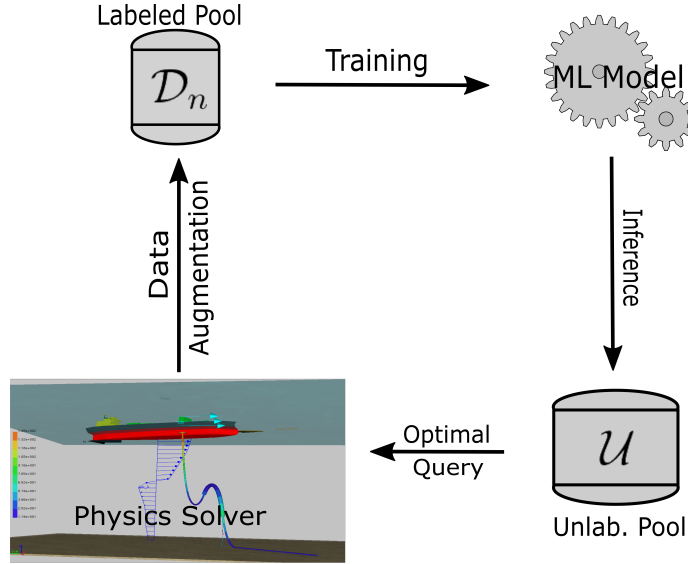 Labeled Pool
𝒟ₙ
Training
ML Model
Inference
𝒰
Unlab. Pool
Optimal
Query
Physics Solver
Data
Augmentation